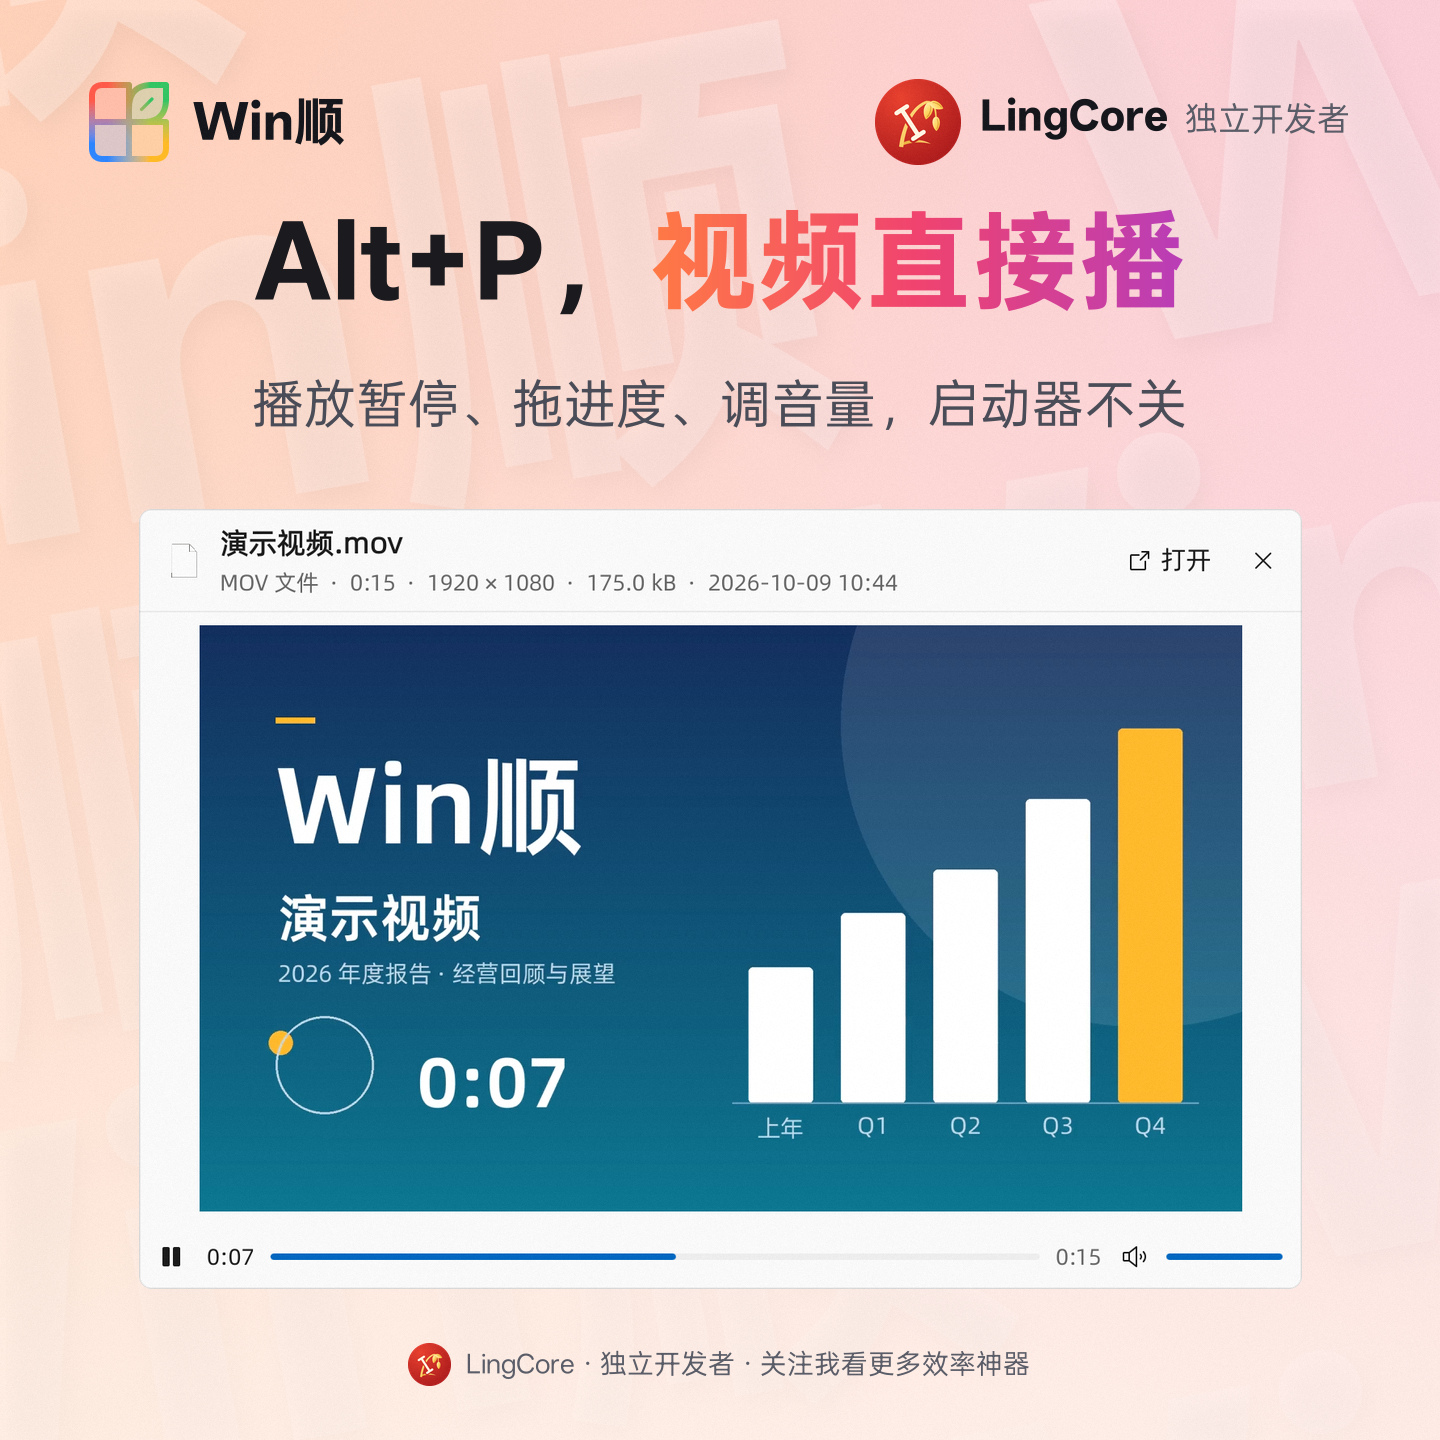 Win顺
LingCore 独立开发者
Alt+P，视频直接播
播放暂停、拖进度、调音量，启动器不关
演示视频.mov
MOV 文件 · 0:15 · 1920 × 1080 · 175.0 kB · 2026-10-09 10:44
打开
Win顺
演示视频
2026 年度报告 · 经营回顾与展望
0:07
上年 Q1 Q2 Q3 Q4
0:07
0:15
LingCore · 独立开发者 · 关注我看更多效率神器